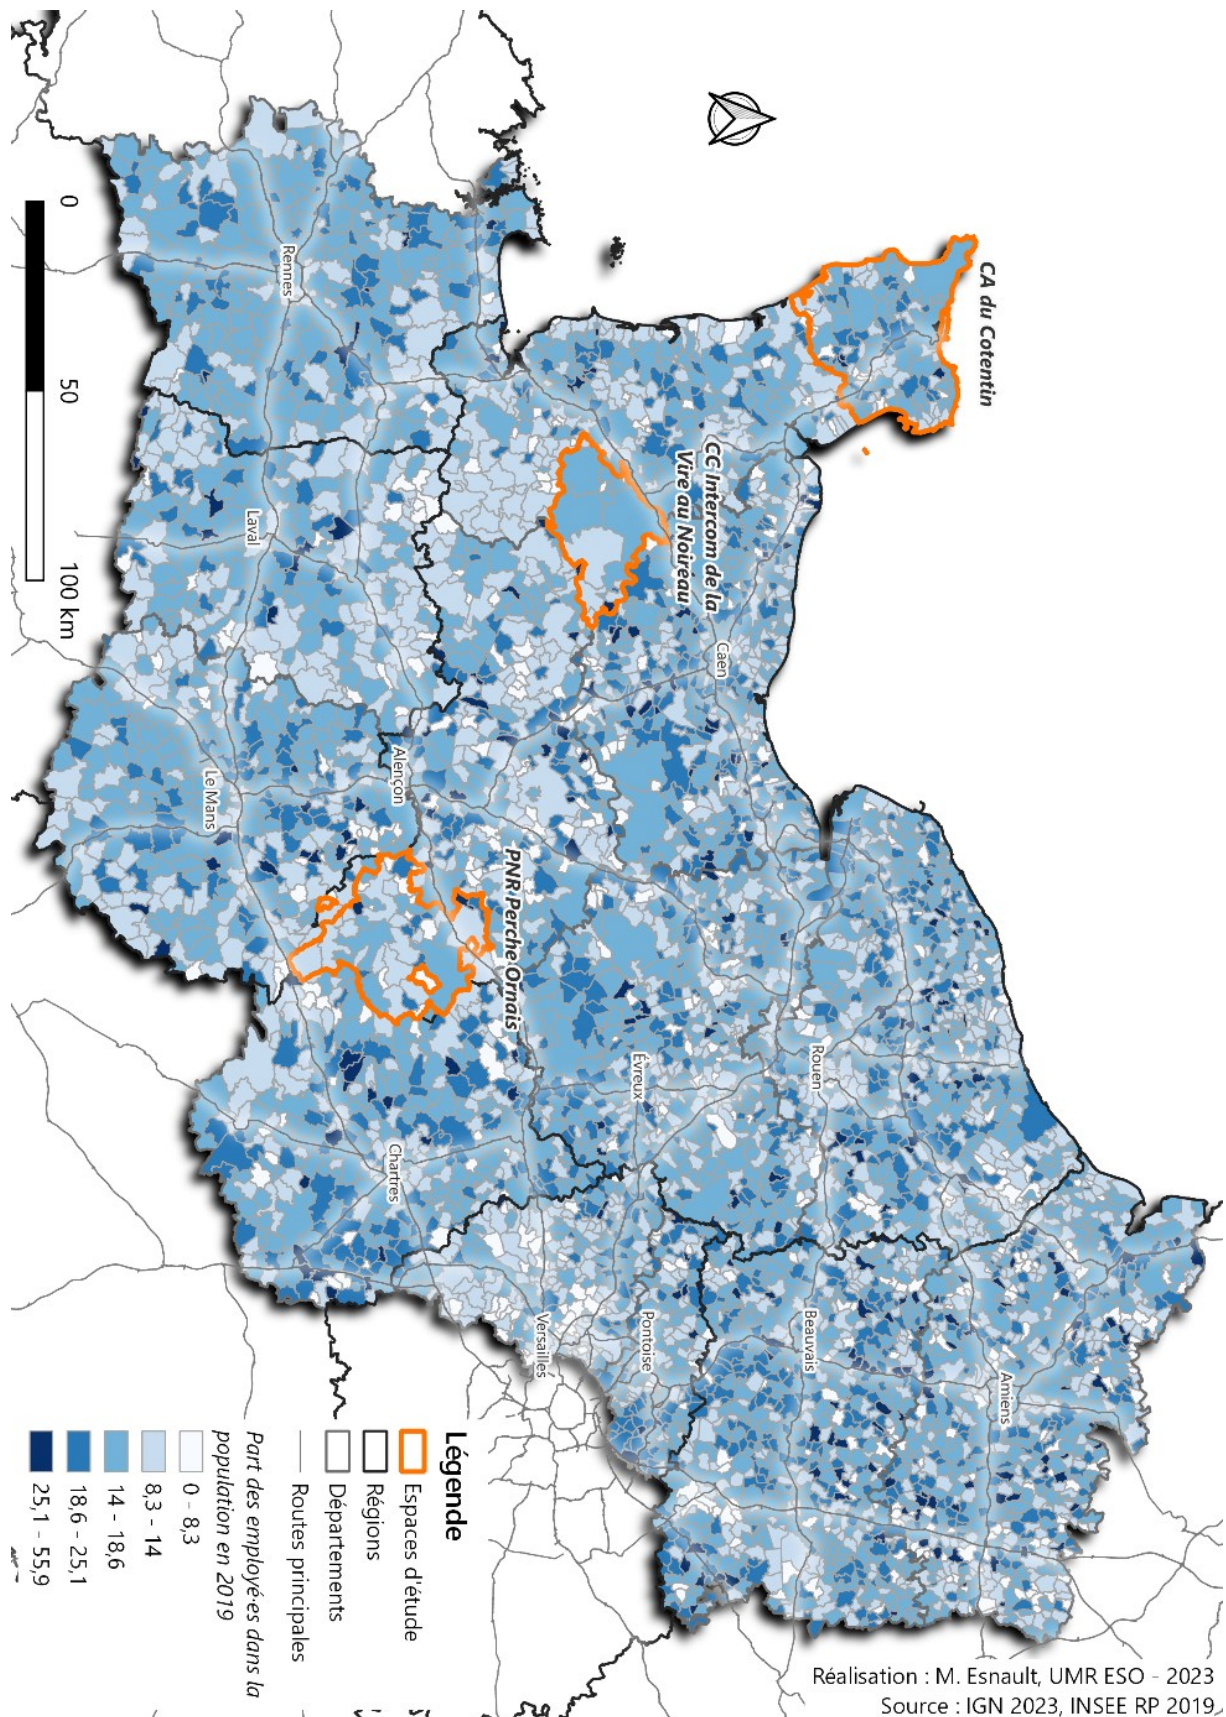 CA du Cotentin
CC Intercom de la
Vire au Noireau
PNR Perche Ornais
Rennes
Laval
Caen
Alençon
Le Mans
Rouen
Évreux
Chartres
Versailles
Pontoise
Beauvais
Amiens
0
50
100 km
Légende
Espaces d'étude
Régions
Départements
Routes principales
Part des employé·es dans la
population en 2019
0 - 8,3
8,3 - 14
14 - 18,6
18,6 - 25,1
25,1 - 55,9
Réalisation : M. Esnault, UMR ESO - 2023
Source : IGN 2023, INSEE RP 2019